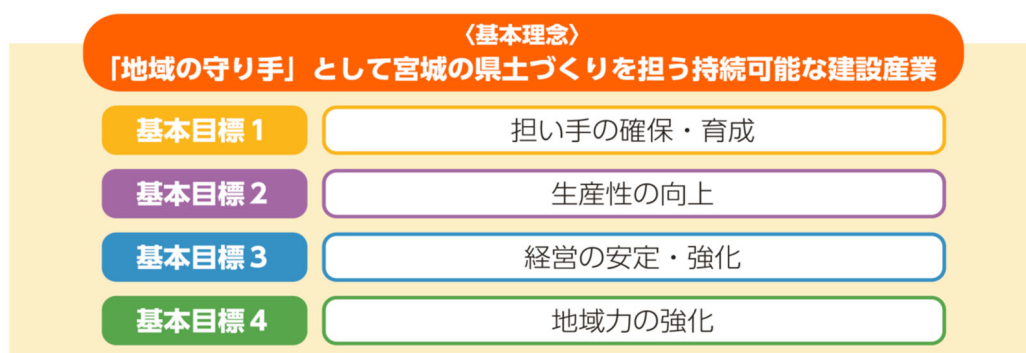 〈基本理念〉
「地域の守り手」として宮城の県土づくりを担う持続可能な建設産業
基本目標1 担い手の確保・育成
基本目標2 生産性の向上
基本目標3 経営の安定・強化
基本目標4 地域力の強化